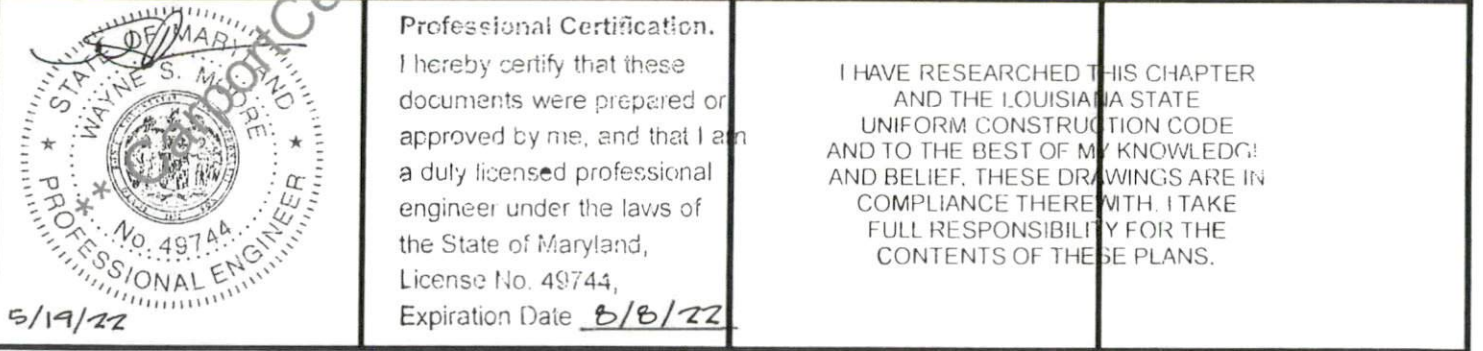 STATE OF MARYLAND
WAYNE S. MOORE
No. 49744
PROFESSIONAL ENGINEER
5/19/22
Professional Certification.
I hereby certify that these
documents were prepared or
approved by me, and that I am
a duly licensed professional
engineer under the laws of
the State of Maryland,
License No. 49744,
Expiration Date 8/8/22
I HAVE RESEARCHED THIS CHAPTER
AND THE LOUISIANA STATE
UNIFORM CONSTRUCTION CODE
AND TO THE BEST OF MY KNOWLEDGE
AND BELIEF, THESE DRAWINGS ARE IN
COMPLIANCE THEREWITH. I TAKE
FULL RESPONSIBILITY FOR THE
CONTENTS OF THESE PLANS.